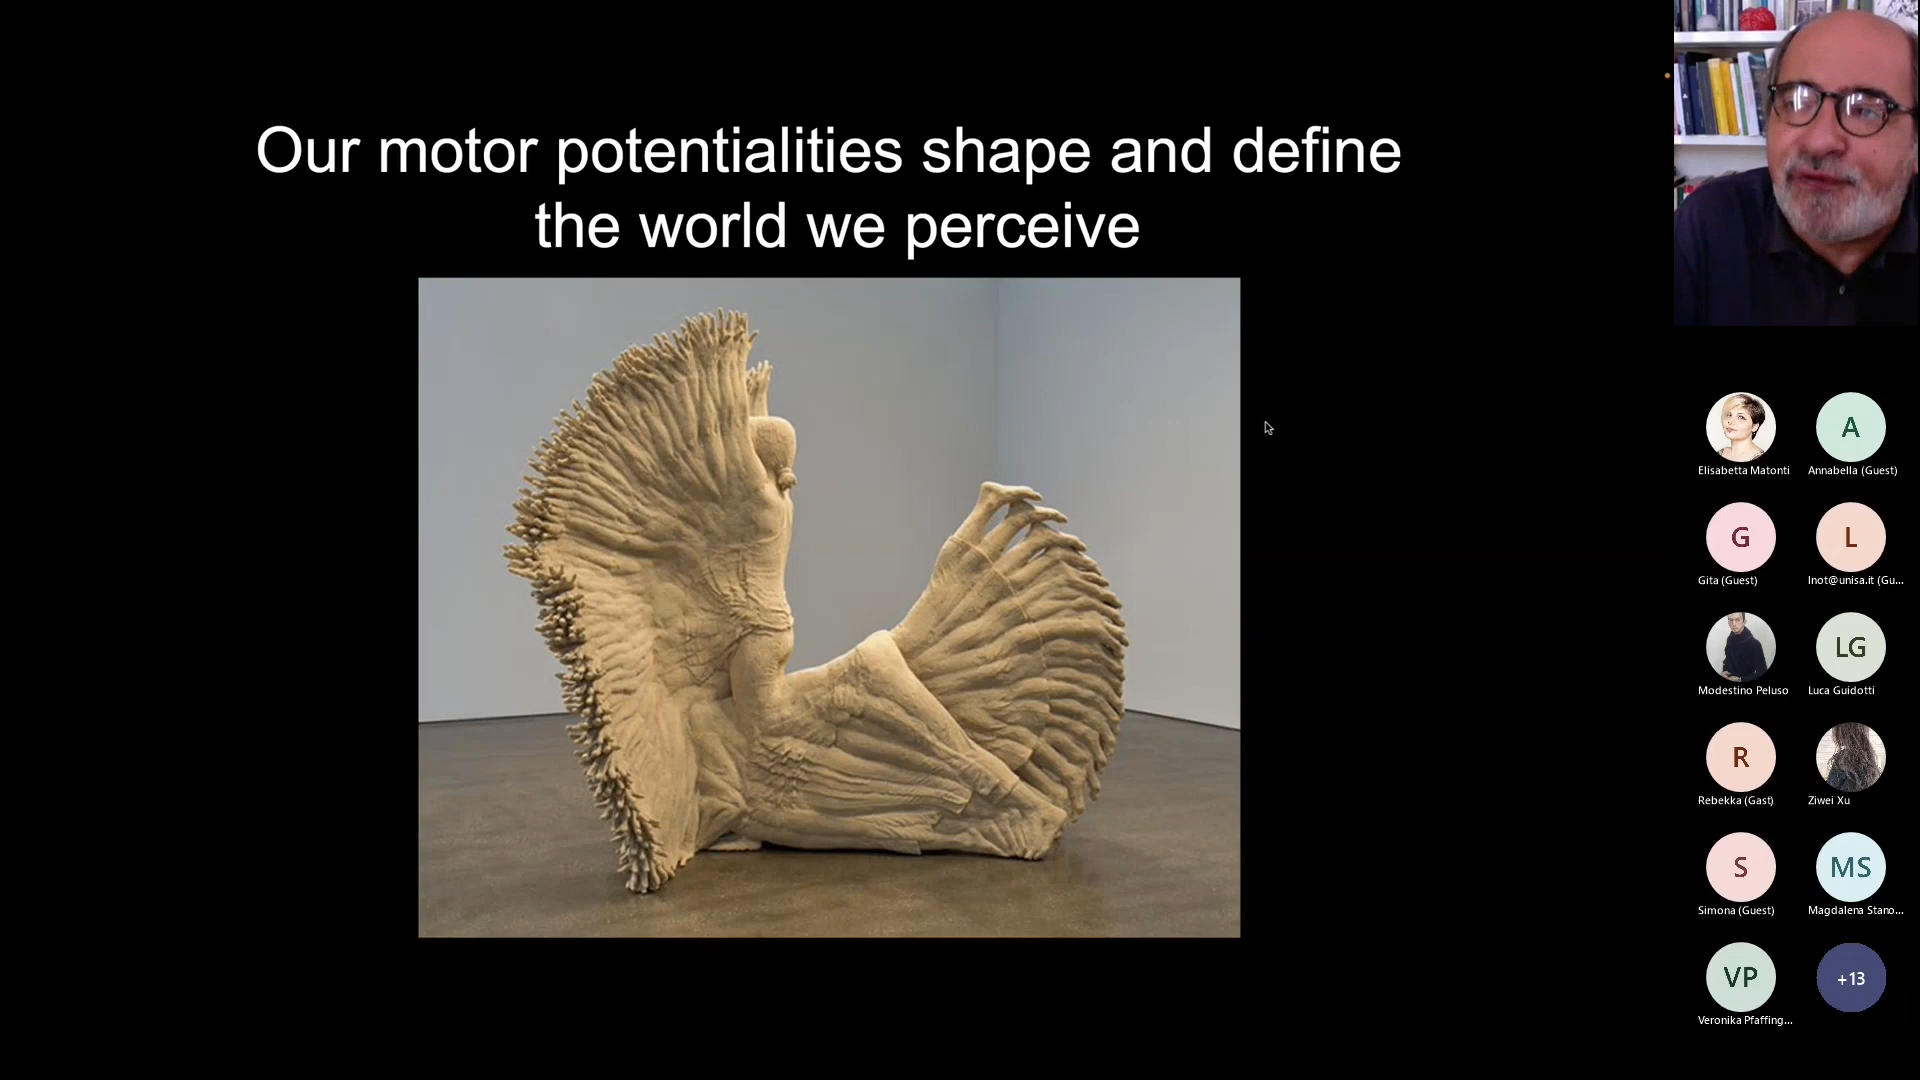 Our motor potentialities shape and define
the world we perceive
Elisabetta Matonti
A
Annabella (Guest)
G
Gita (Guest)
L
lnot@unisa.it (Gu...
Modestino Peluso
LG
Luca Guidotti
R
Rebekka (Gast)
Ziwei Xu
S
Simona (Guest)
MS
Magdalena Stano...
VP
Veronika Pfaffing...
+13